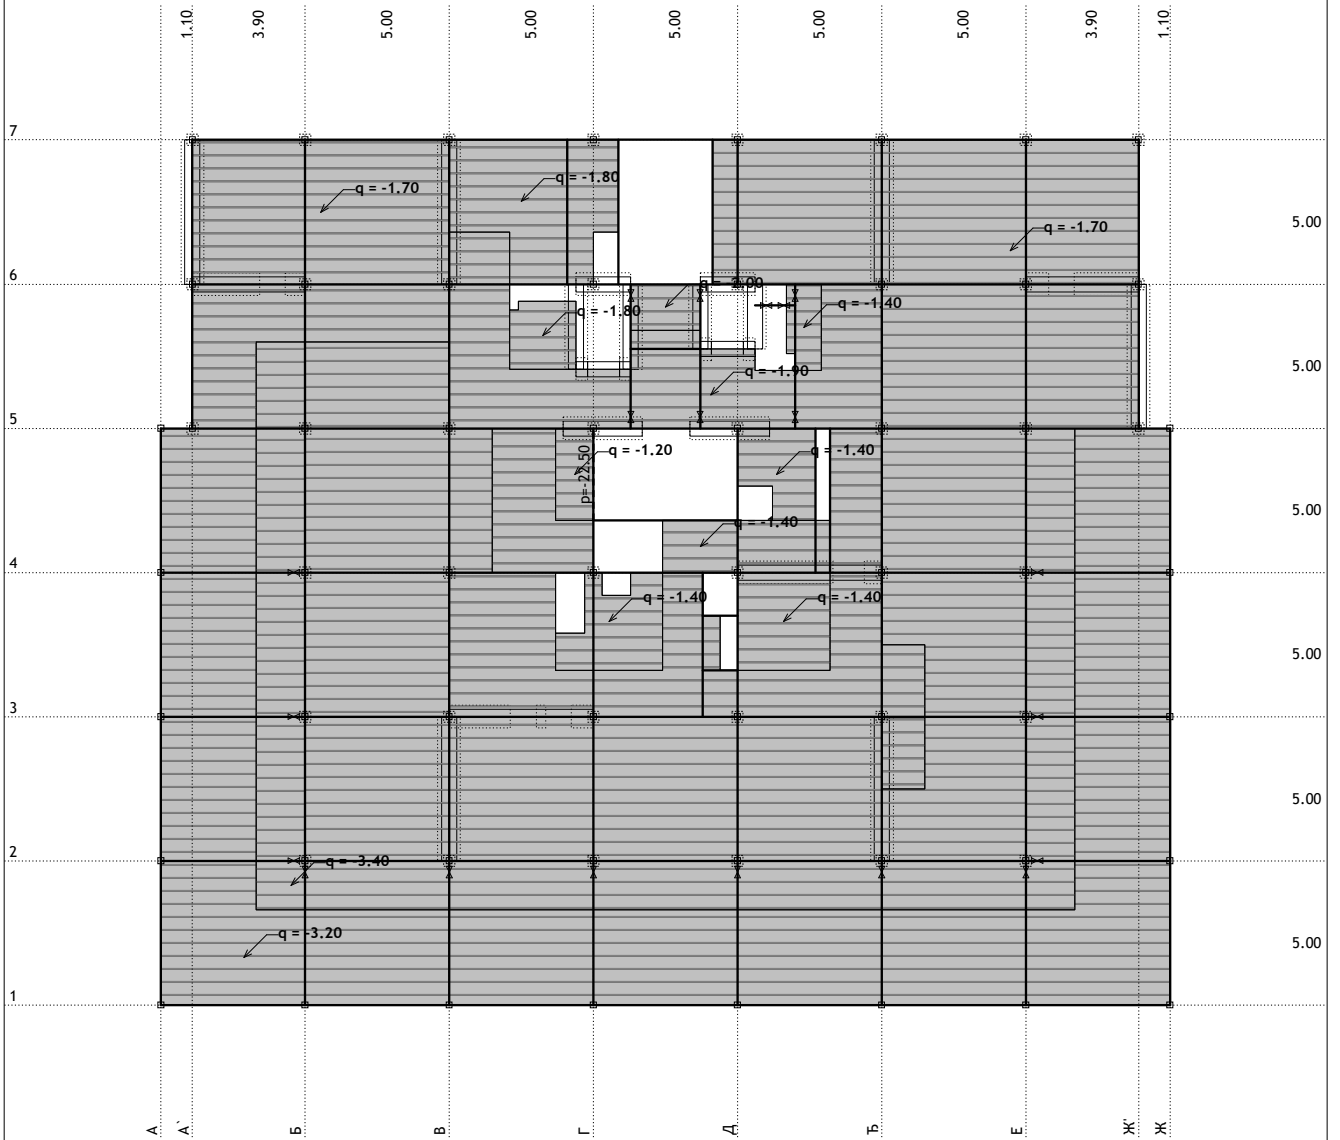 1.10 3.90 5.00 5.00 5.00 5.00 5.00 3.90 1.10
7
q = -1.80
q = -1.70
5.00
q = -1.70
6
q = -2.00
q = -1.40
q = -1.80
5.00
q = -1.90
5
q = -1.20
q = -1.40
p=-22.50
5.00
q = -1.40
4
q = -1.40
q = -1.40
5.00
3
5.00
2
q = -3.40
q = -3.20
5.00
1
А А` Б В Г Д Ђ Е Ж' Ж